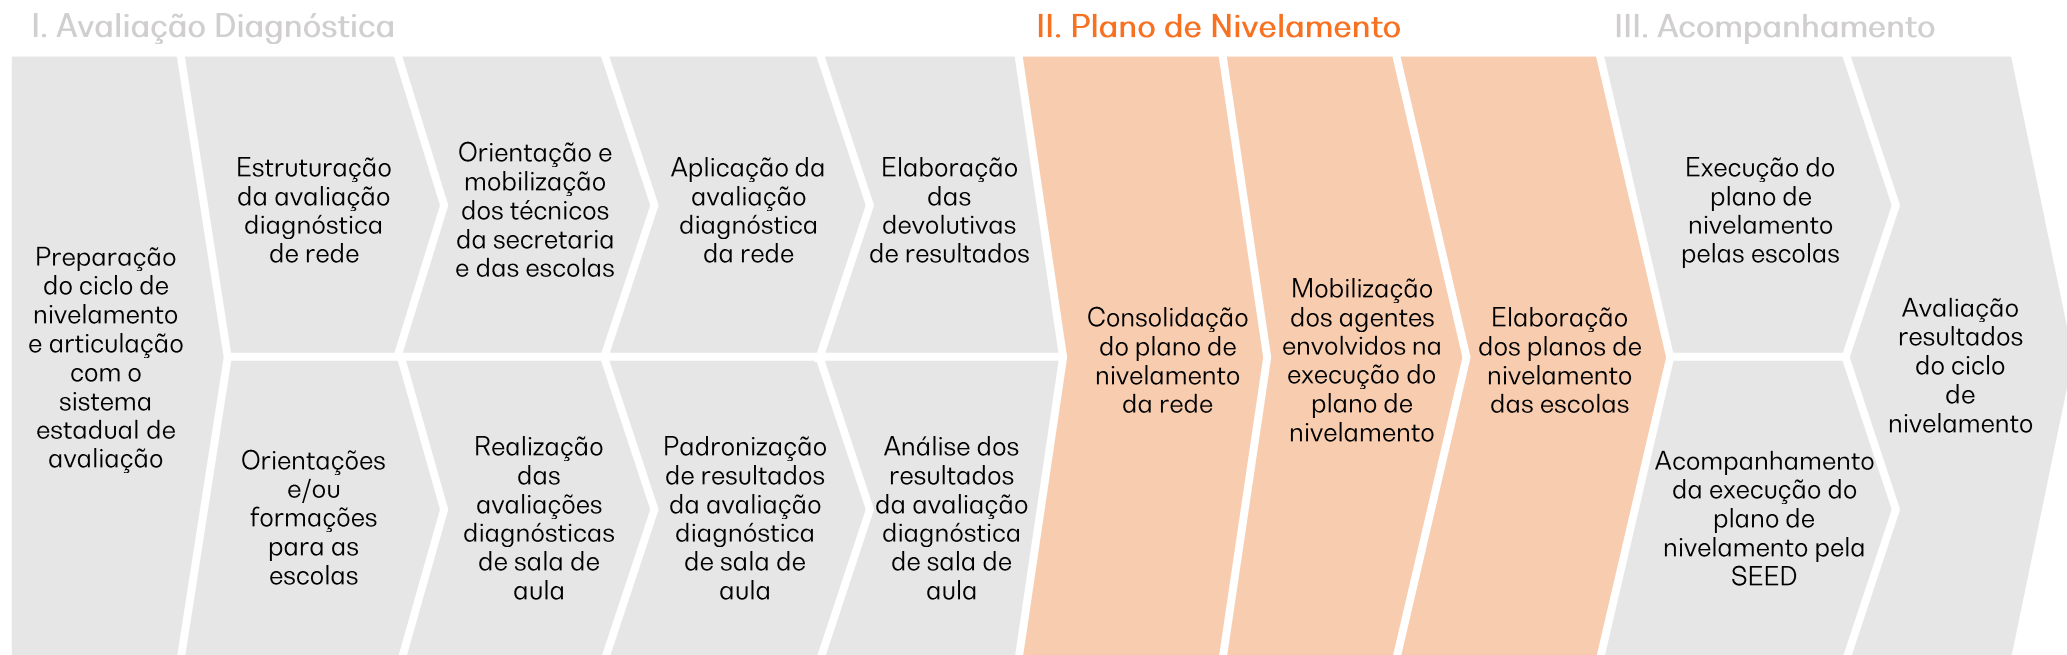 I. Avaliação Diagnóstica
II. Plano de Nivelamento
III. Acompanhamento
Preparação
do ciclo de
nivelamento
e articulação
com o
sistema
estadual de
avaliação
Estruturação
da avaliação
diagnóstica
de rede
Orientação e
mobilização
dos técnicos
da secretaria
e das escolas
Aplicação da
avaliação
diagnóstica
da rede
Elaboração
das
devolutivas
de resultados
Orientações
e/ou
formações
para as
escolas
Realização
das
avaliações
diagnósticas
de sala de
aula
Padronização
de resultados
da avaliação
diagnóstica
de sala de
aula
Análise dos
resultados
da avaliação
diagnóstica
de sala de
aula
Consolidação
do plano de
nivelamento
da rede
Mobilização
dos agentes
envolvidos na
execução do
plano de
nivelamento
Elaboração
dos planos de
nivelamento
das escolas
Execução do
plano de
nivelamento
pelas escolas
Acompanhamento
da execução do
plano de
nivelamento pela
SEED
Avaliação
resultados
do ciclo
de
nivelamento